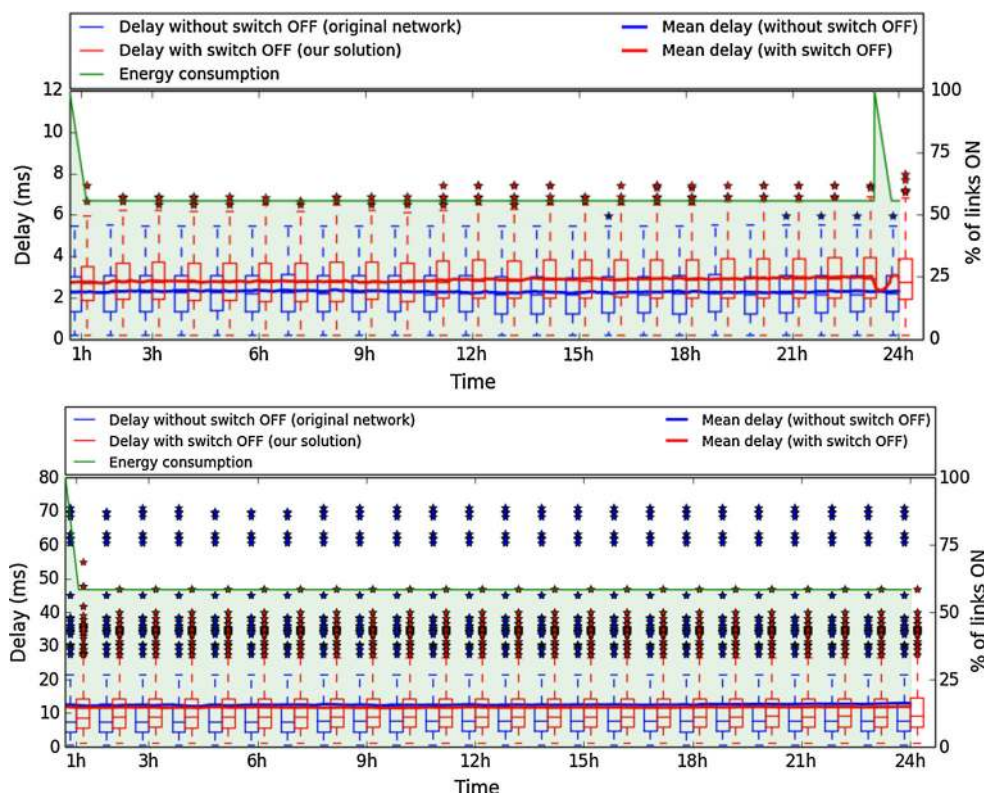 Delay without switch OFF (original network)
Mean delay (without switch OFF)
Delay with switch OFF (our solution)
Mean delay (with switch OFF)
Energy consumption
12
10
8
6
4
2
0
Delay (ms)
100
75
50
25
0
% of links ON
1h 3h 6h 9h 12h 15h 18h 21h 24h
Time
Delay without switch OFF (original network)
Mean delay (without switch OFF)
Delay with switch OFF (our solution)
Mean delay (with switch OFF)
Energy consumption
80
70
60
50
40
30
20
10
0
Delay (ms)
100
75
50
25
0
% of links ON
1h 3h 6h 9h 12h 15h 18h 21h 24h
Time